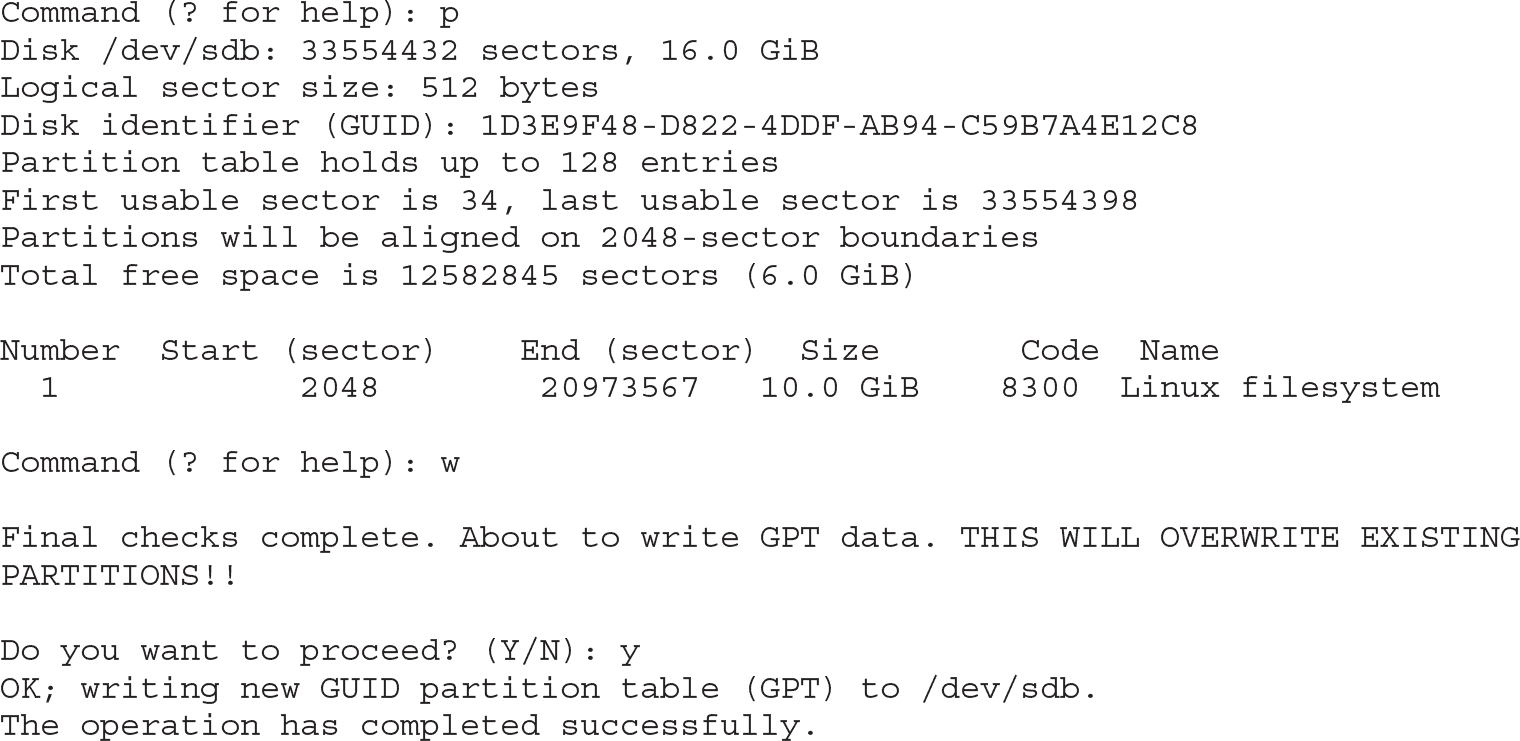 Command (? for help): p
Disk /dev/sdb: 33554432 sectors, 16.0 GiB
Logical sector size: 512 bytes
Disk identifier (GUID): 1D3E9F48-D822-4DDF-AB94-C59B7A4E12C8
Partition table holds up to 128 entries
First usable sector is 34, last usable sector is 33554398
Partitions will be aligned on 2048-sector boundaries
Total free space is 12582845 sectors (6.0 GiB)
Number  Start (sector)    End (sector)  Size       Code  Name
  1            2048        20973567   10.0 GiB    8300  Linux filesystem
Command (? for help): w
Final checks complete. About to write GPT data. THIS WILL OVERWRITE EXISTING
PARTITIONS!!
Do you want to proceed? (Y/N): y
OK; writing new GUID partition table (GPT) to /dev/sdb.
The operation has completed successfully.